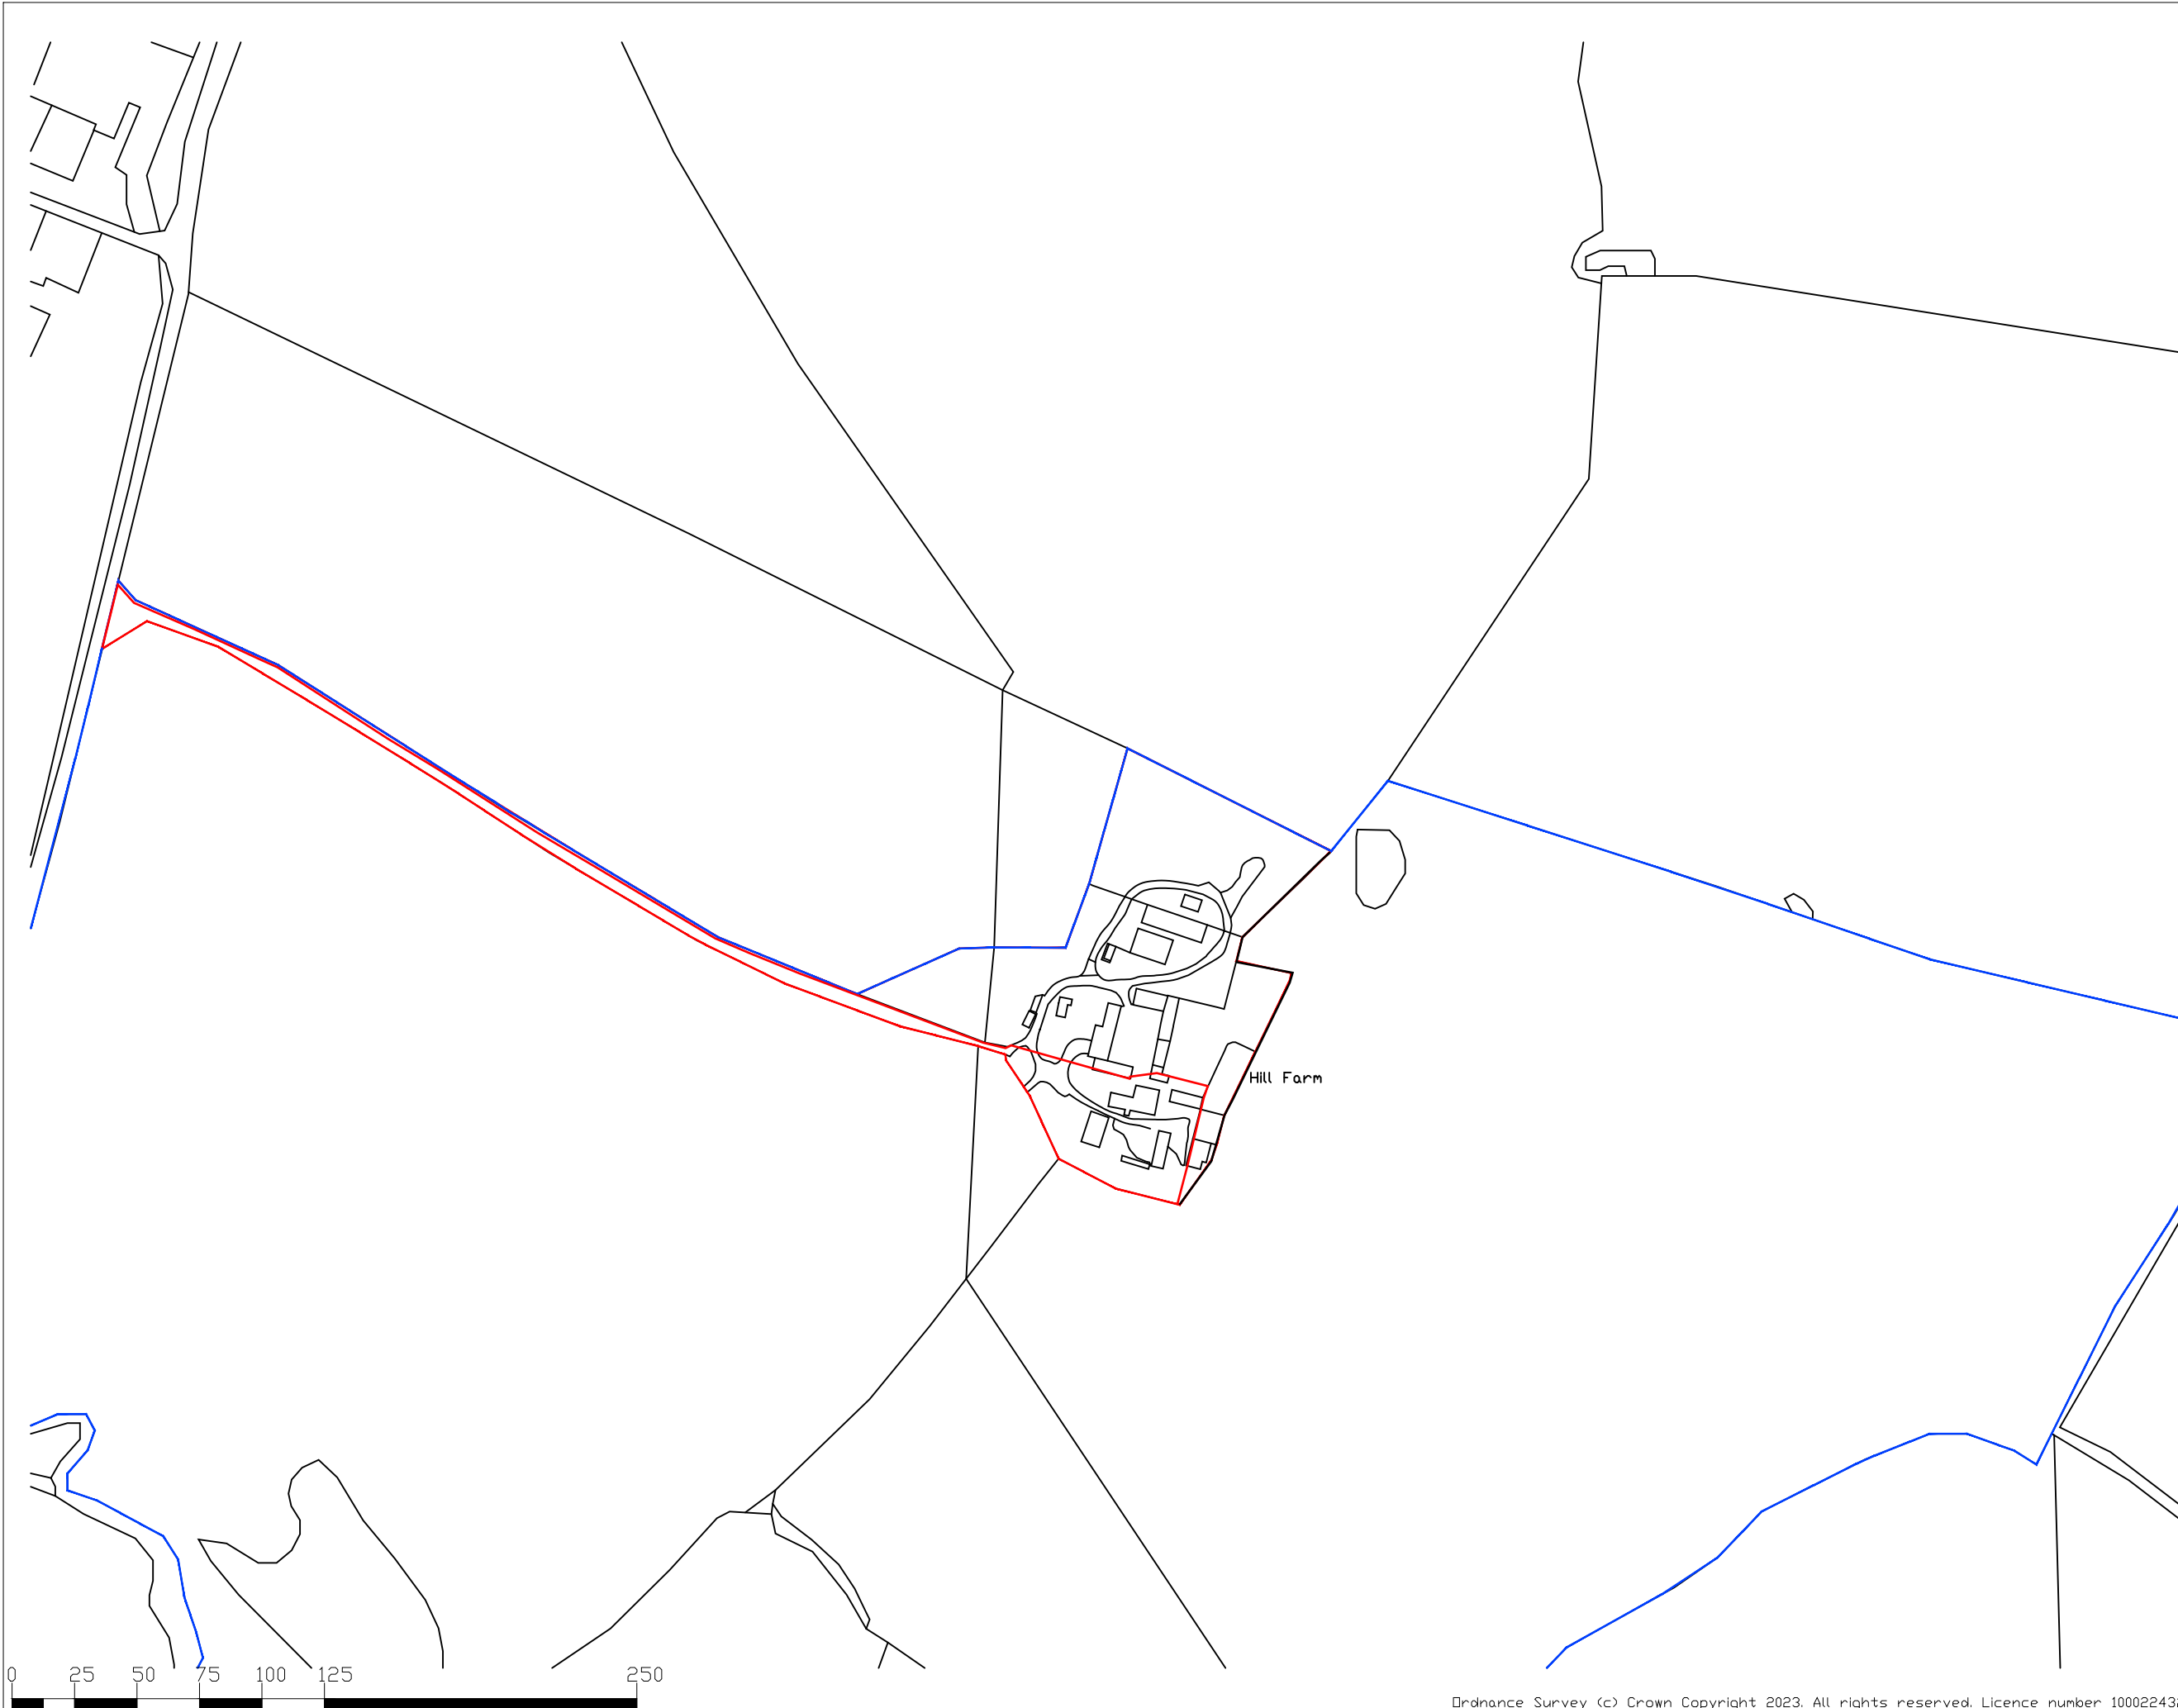 Hill Farm
0 25 50 75 100 125 250
Ordnance Survey (c) Crown Copyright 2023. All rights reserved. Licence number